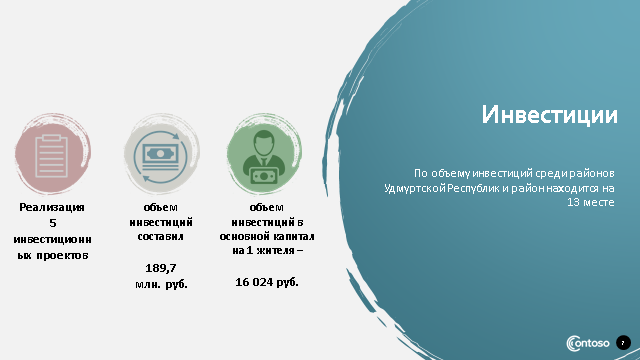 Инвестиции
По объему инвестиций среди районов
Удмуртской Республик и район находится на
13 месте
Реализация
5
инвестиционн
ых проектов
объем
инвестиций
составил
189,7
млн. руб.
объем
инвестиций в
основной капитал
на 1 жителя –
16 024 руб.
Contoso
7